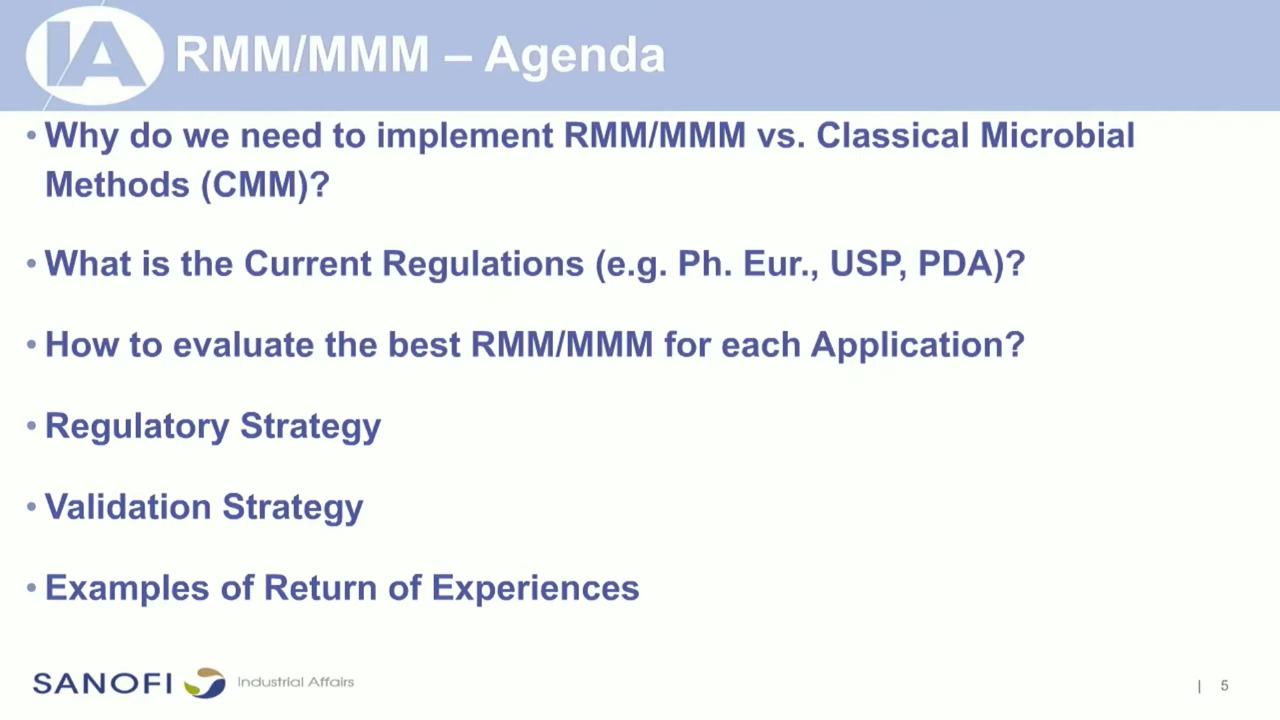 IA RMM/MMM – Agenda
• Why do we need to implement RMM/MMM vs. Classical Microbial
Methods (CMM)?
• What is the Current Regulations (e.g. Ph. Eur., USP, PDA)?
• How to evaluate the best RMM/MMM for each Application?
• Regulatory Strategy
• Validation Strategy
• Examples of Return of Experiences
SANOFI Industrial Affairs
| 5